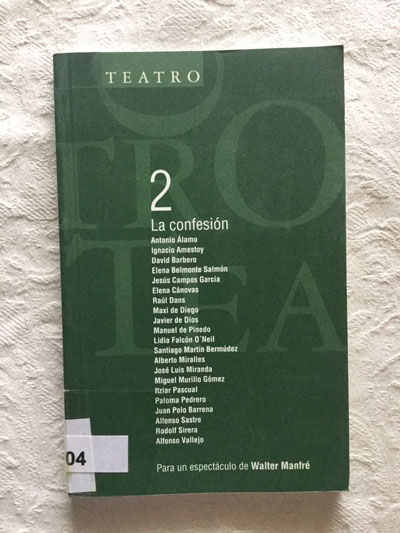 TEATRO
TRO
TEA
2
La confesión
Antonio Álamo
Ignacio Amestoy
David Barbero
Elena Belmonte Salmón
Jesús Campos García
Elena Cánovas
Raúl Dans
Maxi de Diego
Javier de Dios
Manuel de Pinedo
Lidia Falcón O´Neil
Santiago Martín Bermúdez
Alberto Miralles
José Luis Miranda
Miguel Murillo Gómez
Itziar Pascual
Paloma Pedrero
Juan Polo Barrena
Alfonso Sastre
Rodolf Sirera
Alfonso Vallejo
04
Para un espectáculo de Walter Manfré